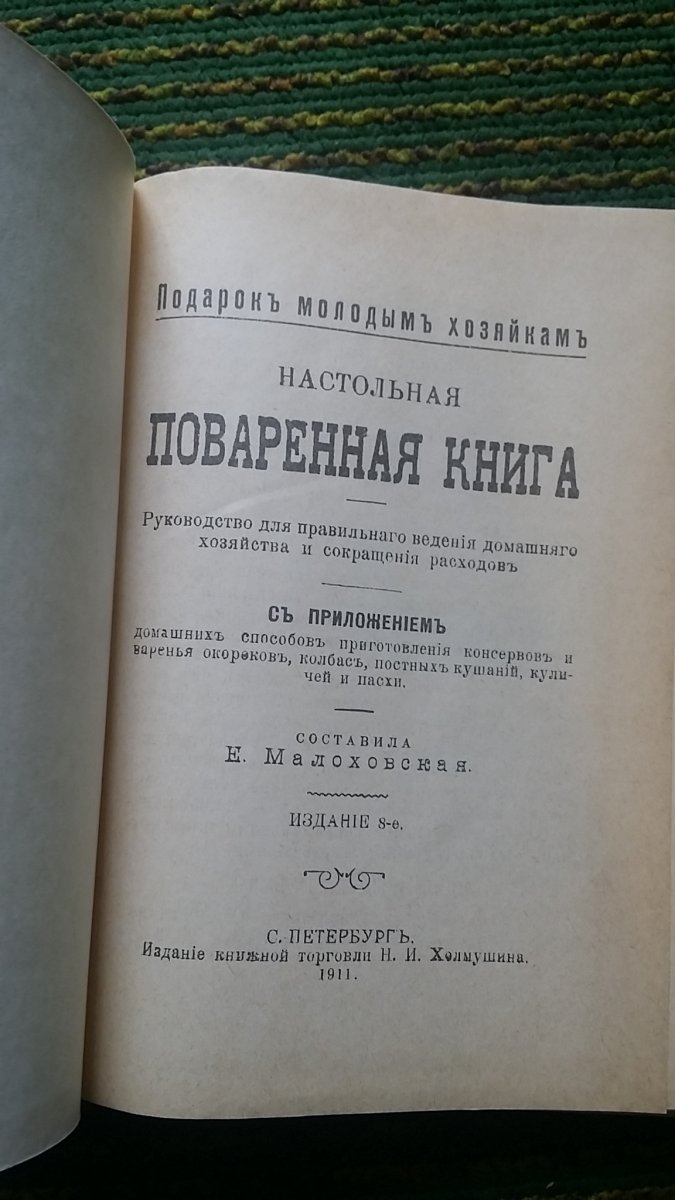 Подарокъ молодымъ хозяйкамъ
НАСТОЛЬНАЯ
ПОВАРЕННАЯ КНИГА
Руководство для правильнаго веденія домашняго
хозяйства и сокращенія расходовъ
СЪ ПРИЛОЖЕНІЕМЪ
домашнихъ способовъ приготовленія консервовъ и
варенья окороковъ, колбасъ, постныхъ кушаній, кули-
чей и пасхи.
СОСТАВИЛА
Е. Малоховская.
ИЗДАНІЕ 8-е.
С. ПЕТЕРБУРГЪ.
Изданіе книжной торговли Н. И. Холмушина.
1911.